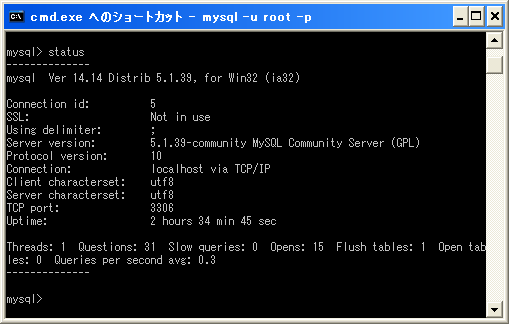 cmd.exe へのショートカット - mysql -u root -p
mysql> status
--------------
mysql  Ver 14.14 Distrib 5.1.39, for Win32 (ia32)
Connection id:          5
SSL:                    Not in use
Using delimiter:        ;
Server version:         5.1.39-community MySQL Community Server (GPL)
Protocol version:       10
Connection:             localhost via TCP/IP
Client characterset:    utf8
Server characterset:    utf8
TCP port:               3306
Uptime:                 2 hours 34 min 45 sec
Threads: 1  Questions: 31  Slow queries: 0  Opens: 15  Flush tables: 1  Open tab
les: 0  Queries per second avg: 0.3
--------------
mysql>